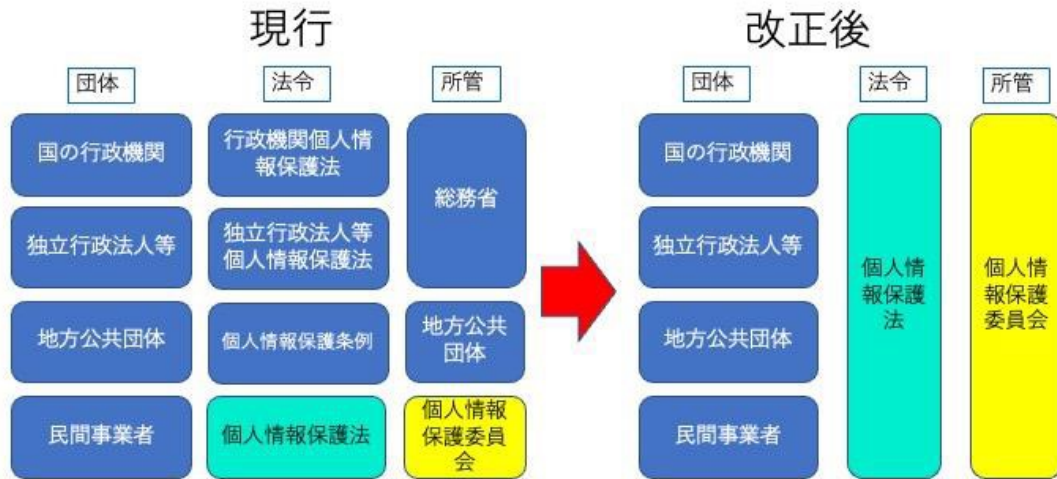 現行
改正後
団体
法令
所管
団体
法令
所管
国の行政機関
行政機関個人情
報保護法
総務省
独立行政法人等
独立行政法人等
個人情報保護法
地方公共団体
個人情報保護条例
地方公共
団体
民間事業者
個人情報保護法
個人情報
保護委員
会
国の行政機関
独立行政法人等
地方公共団体
民間事業者
個人情
報保護
法
個人情
報保護
委員会